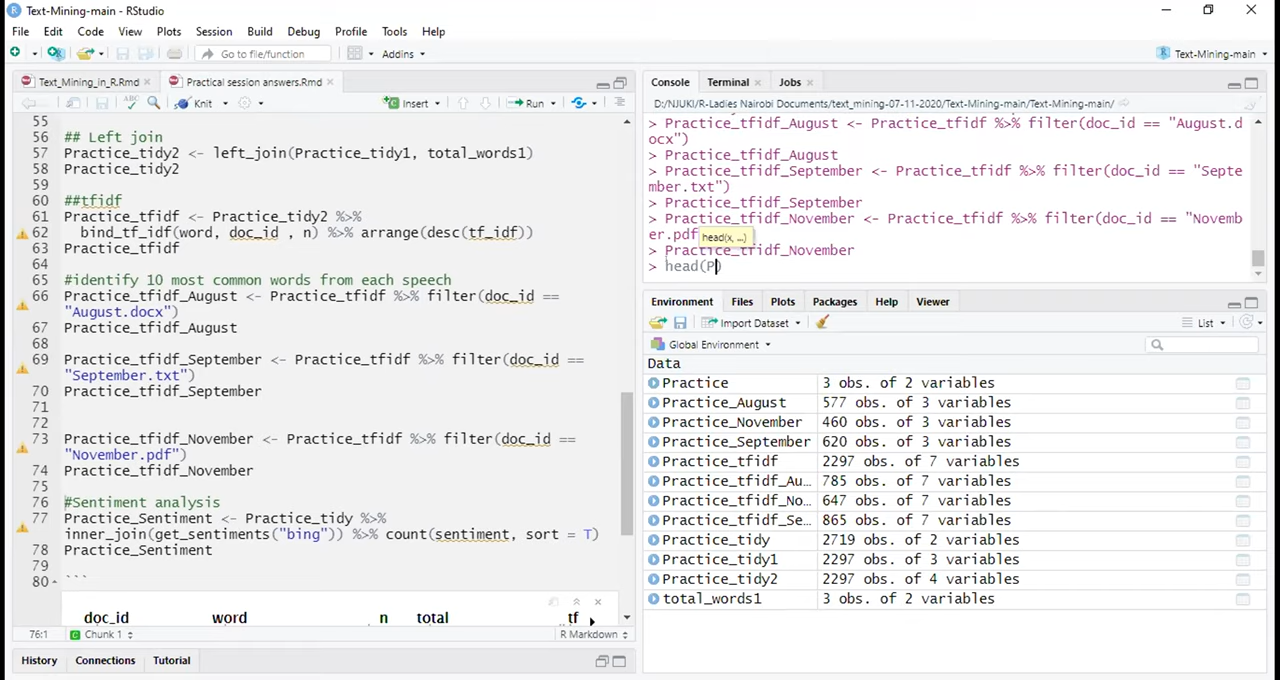 Text-Mining-main - RStudio
File Edit Code View Plots Session Build Debug Profile Tools Help
Go to file/function Addins Text-Mining-main
Text_Mining_in_R.Rmd Practical session answers.Rmd
ABC Knit Insert Run
55
56 ## Left join
57 Practice_tidy2 <- left_join(Practice_tidy1, total_words1)
58 Practice_tidy2
59
60 ##tfidf
61 Practice_tfidf <- Practice_tidy2 %>%
62 bind_tf_idf(word, doc_id , n) %>% arrange(desc(tf_idf))
63 Practice_tfidf
64
65 #identify 10 most common words from each speech
66 Practice_tfidf_August <- Practice_tfidf %>% filter(doc_id ==
"August.docx")
67 Practice_tfidf_August
68
69 Practice_tfidf_September <- Practice_tfidf %>% filter(doc_id ==
"September.txt")
70 Practice_tfidf_September
71
72
73 Practice_tfidf_November <- Practice_tfidf %>% filter(doc_id ==
"November.pdf")
74 Practice_tfidf_November
75
76 #Sentiment analysis
77 Practice_Sentiment <- Practice_tidy %>%
inner_join(get_sentiments("bing")) %>% count(sentiment, sort = T)
78 Practice_Sentiment
79
80 ```
doc_id word n total tf
76:1 Chunk 1 R Markdown
History Connections Tutorial
Console Terminal Jobs
D:/NJUKI/R-Ladies Nairobi Documents/text_mining-07-11-2020/Text-Mining-main/Text-Mining-main/
> Practice_tfidf_August <- Practice_tfidf %>% filter(doc_id == "August.d
ocx")
> Practice_tfidf_August
> Practice_tfidf_September <- Practice_tfidf %>% filter(doc_id == "Septe
mber.txt")
> Practice_tfidf_September
> Practice_tfidf_November <- Practice_tfidf %>% filter(doc_id == "Novemb
er.pdf
head(x, ...)
> Practice_tfidf_November
> head(P)
Environment Files Plots Packages Help Viewer
Import Dataset List
Global Environment
Data
Practice 3 obs. of 2 variables
Practice_August 577 obs. of 3 variables
Practice_November 460 obs. of 3 variables
Practice_September 620 obs. of 3 variables
Practice_tfidf 2297 obs. of 7 variables
Practice_tfidf_Au... 785 obs. of 7 variables
Practice_tfidf_No... 647 obs. of 7 variables
Practice_tfidf_Se... 865 obs. of 7 variables
Practice_tidy 2719 obs. of 2 variables
Practice_tidy1 2297 obs. of 3 variables
Practice_tidy2 2297 obs. of 4 variables
total_words1 3 obs. of 2 variables